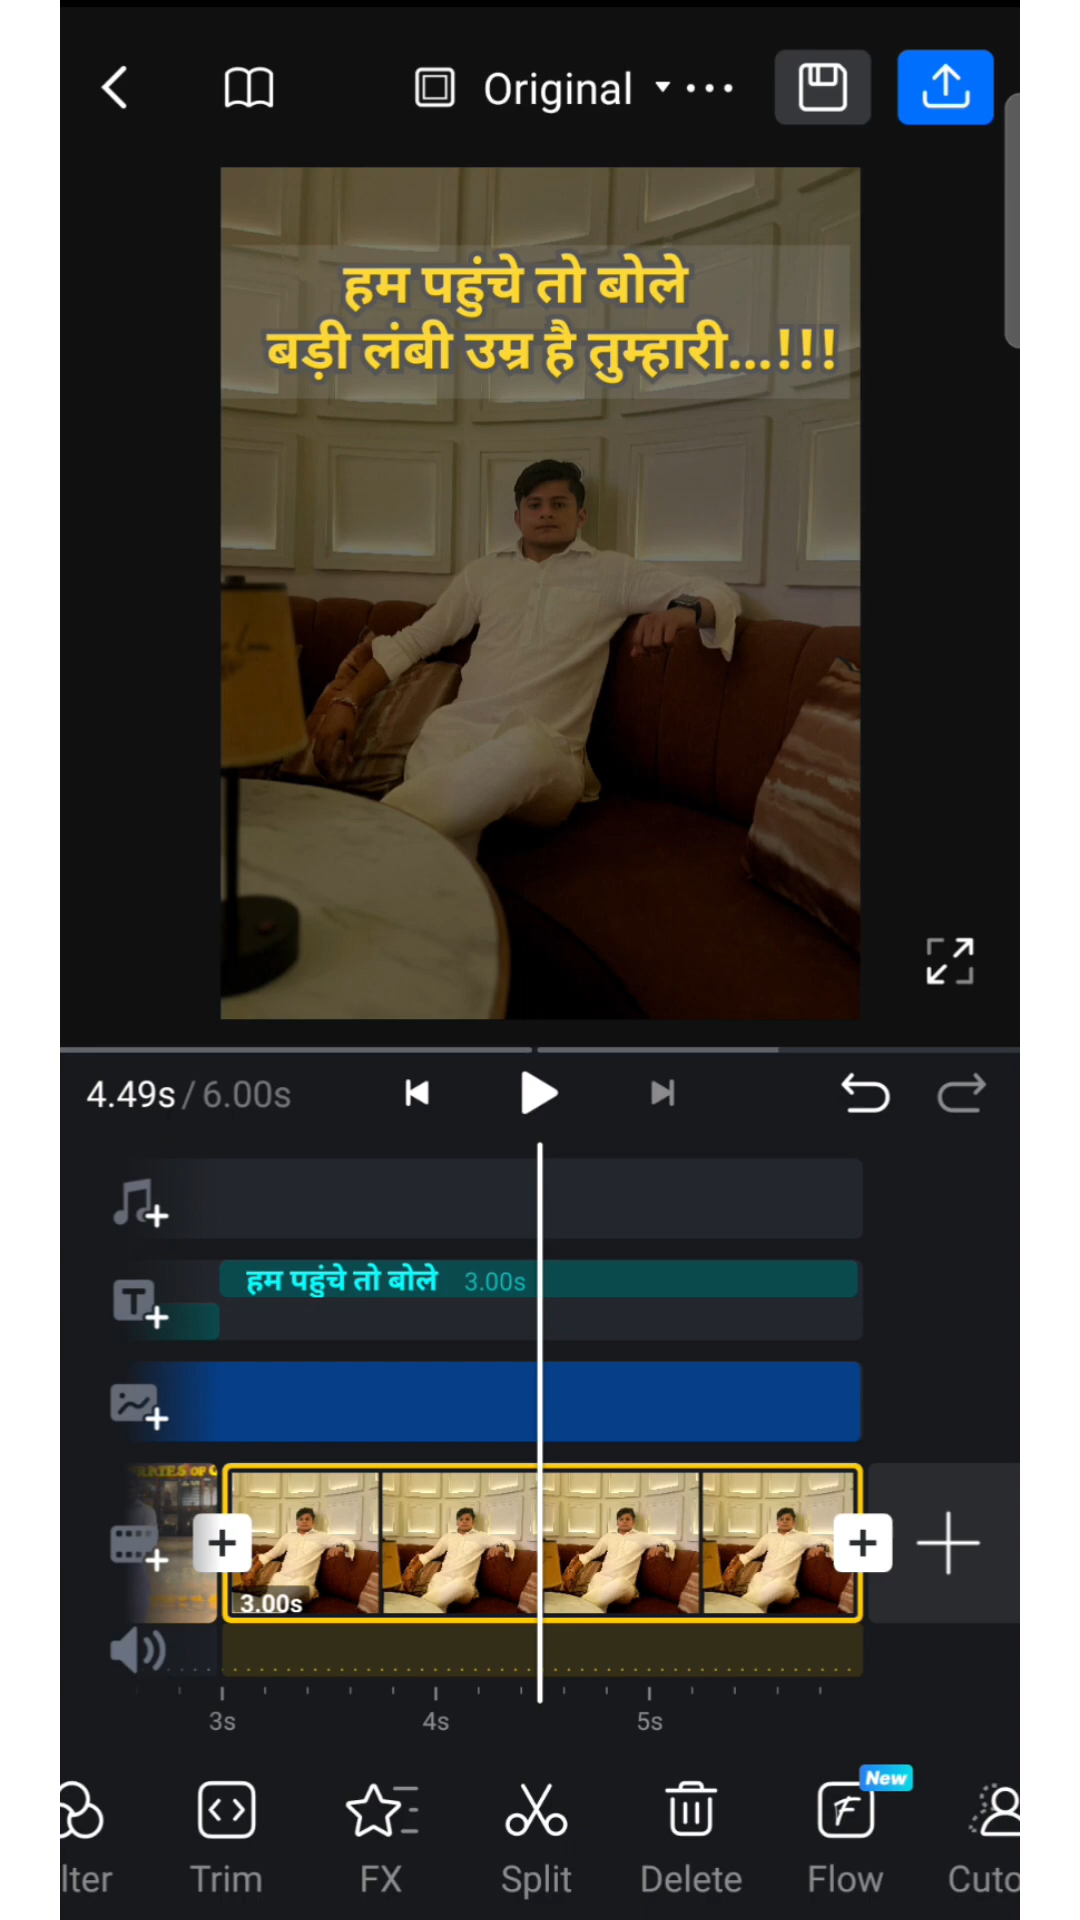 Original
हम पहुंचे तो बोले
बड़ी लंबी उम्र है तुम्हारी...!!!
4.49s / 6.00s
हम पहुंचे तो बोले 3.00s
3.00s
3s 4s 5s
New
lter Trim FX Split Delete Flow Cuto